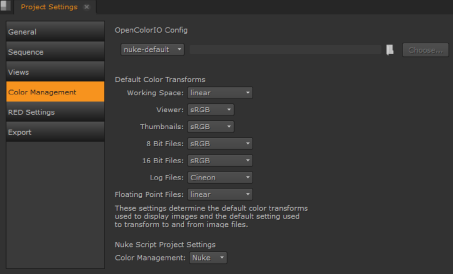 Project Settings
General
Sequence
Views
Color Management
RED Settings
Export
OpenColorIO Config
nuke-default
Choose...
Default Color Transforms
Working Space: linear
Viewer: sRGB
Thumbnails: sRGB
8 Bit Files: sRGB
16 Bit Files: sRGB
Log Files: Cineon
Floating Point Files: linear
These settings determine the default color transforms
used to display images and the default setting used
to transform to and from image files.
Nuke Script Project Settings
Color Management: Nuke